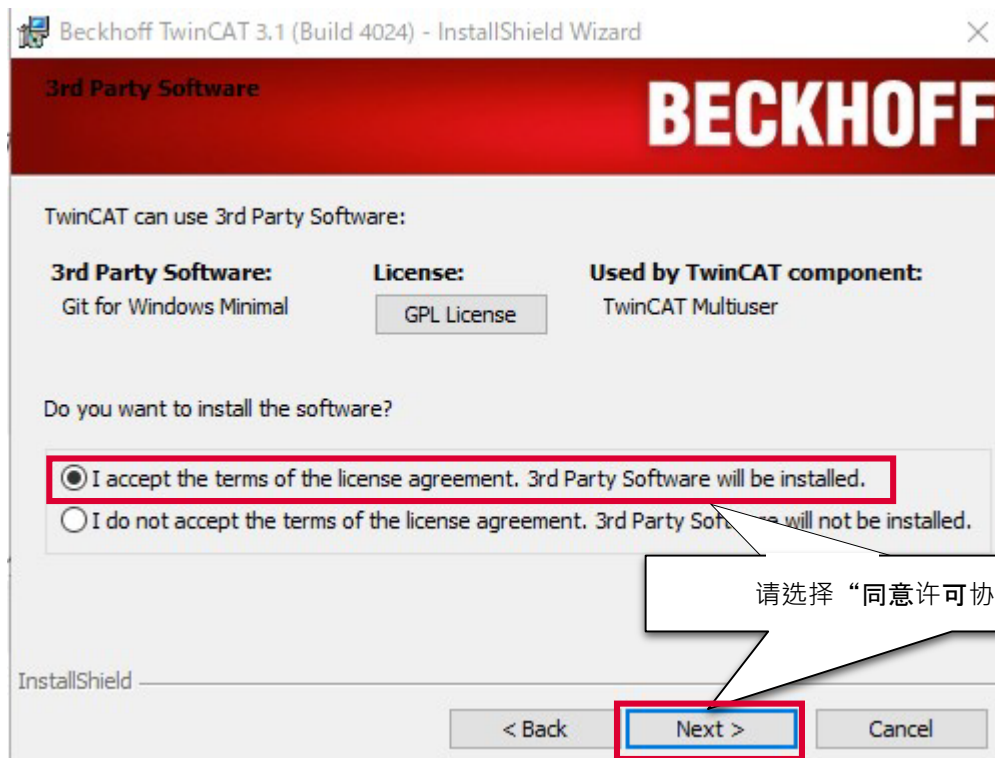 Beckhoff TwinCAT 3.1 (Build 4024) - InstallShield Wizard
3rd Party Software
BECKHOFF
TwinCAT can use 3rd Party Software:
3rd Party Software: License: Used by TwinCAT component:
Git for Windows Minimal GPL License TwinCAT Multiuser
Do you want to install the software?
I accept the terms of the license agreement. 3rd Party Software will be installed.
I do not accept the terms of the license agreement. 3rd Party will not be installed.
请选择“同意许可协
InstallShield
< Back Next > Cancel